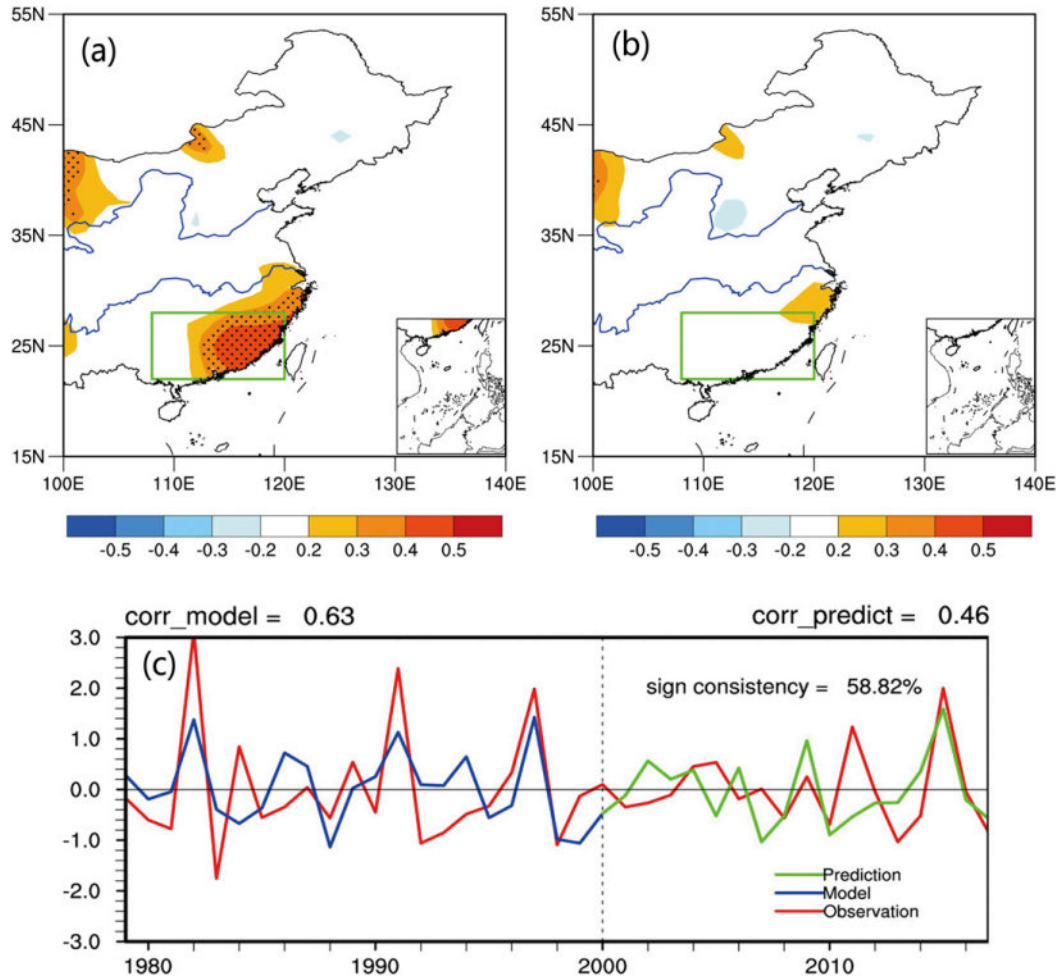 55N
(a)
45N
35N
25N
15N
100E 110E 120E 130E 140E
-0.5 -0.4 -0.3 -0.2 0.2 0.3 0.4 0.5
55N
(b)
45N
35N
25N
15N
100E 110E 120E 130E 140E
-0.5 -0.4 -0.3 -0.2 0.2 0.3 0.4 0.5
corr_model = 0.63
corr_predict = 0.46
(c)
sign consistency = 58.82%
3.0
2.0
1.0
0.0
-1.0
-2.0
-3.0
Prediction
Model
Observation
1980 1990 2000 2010